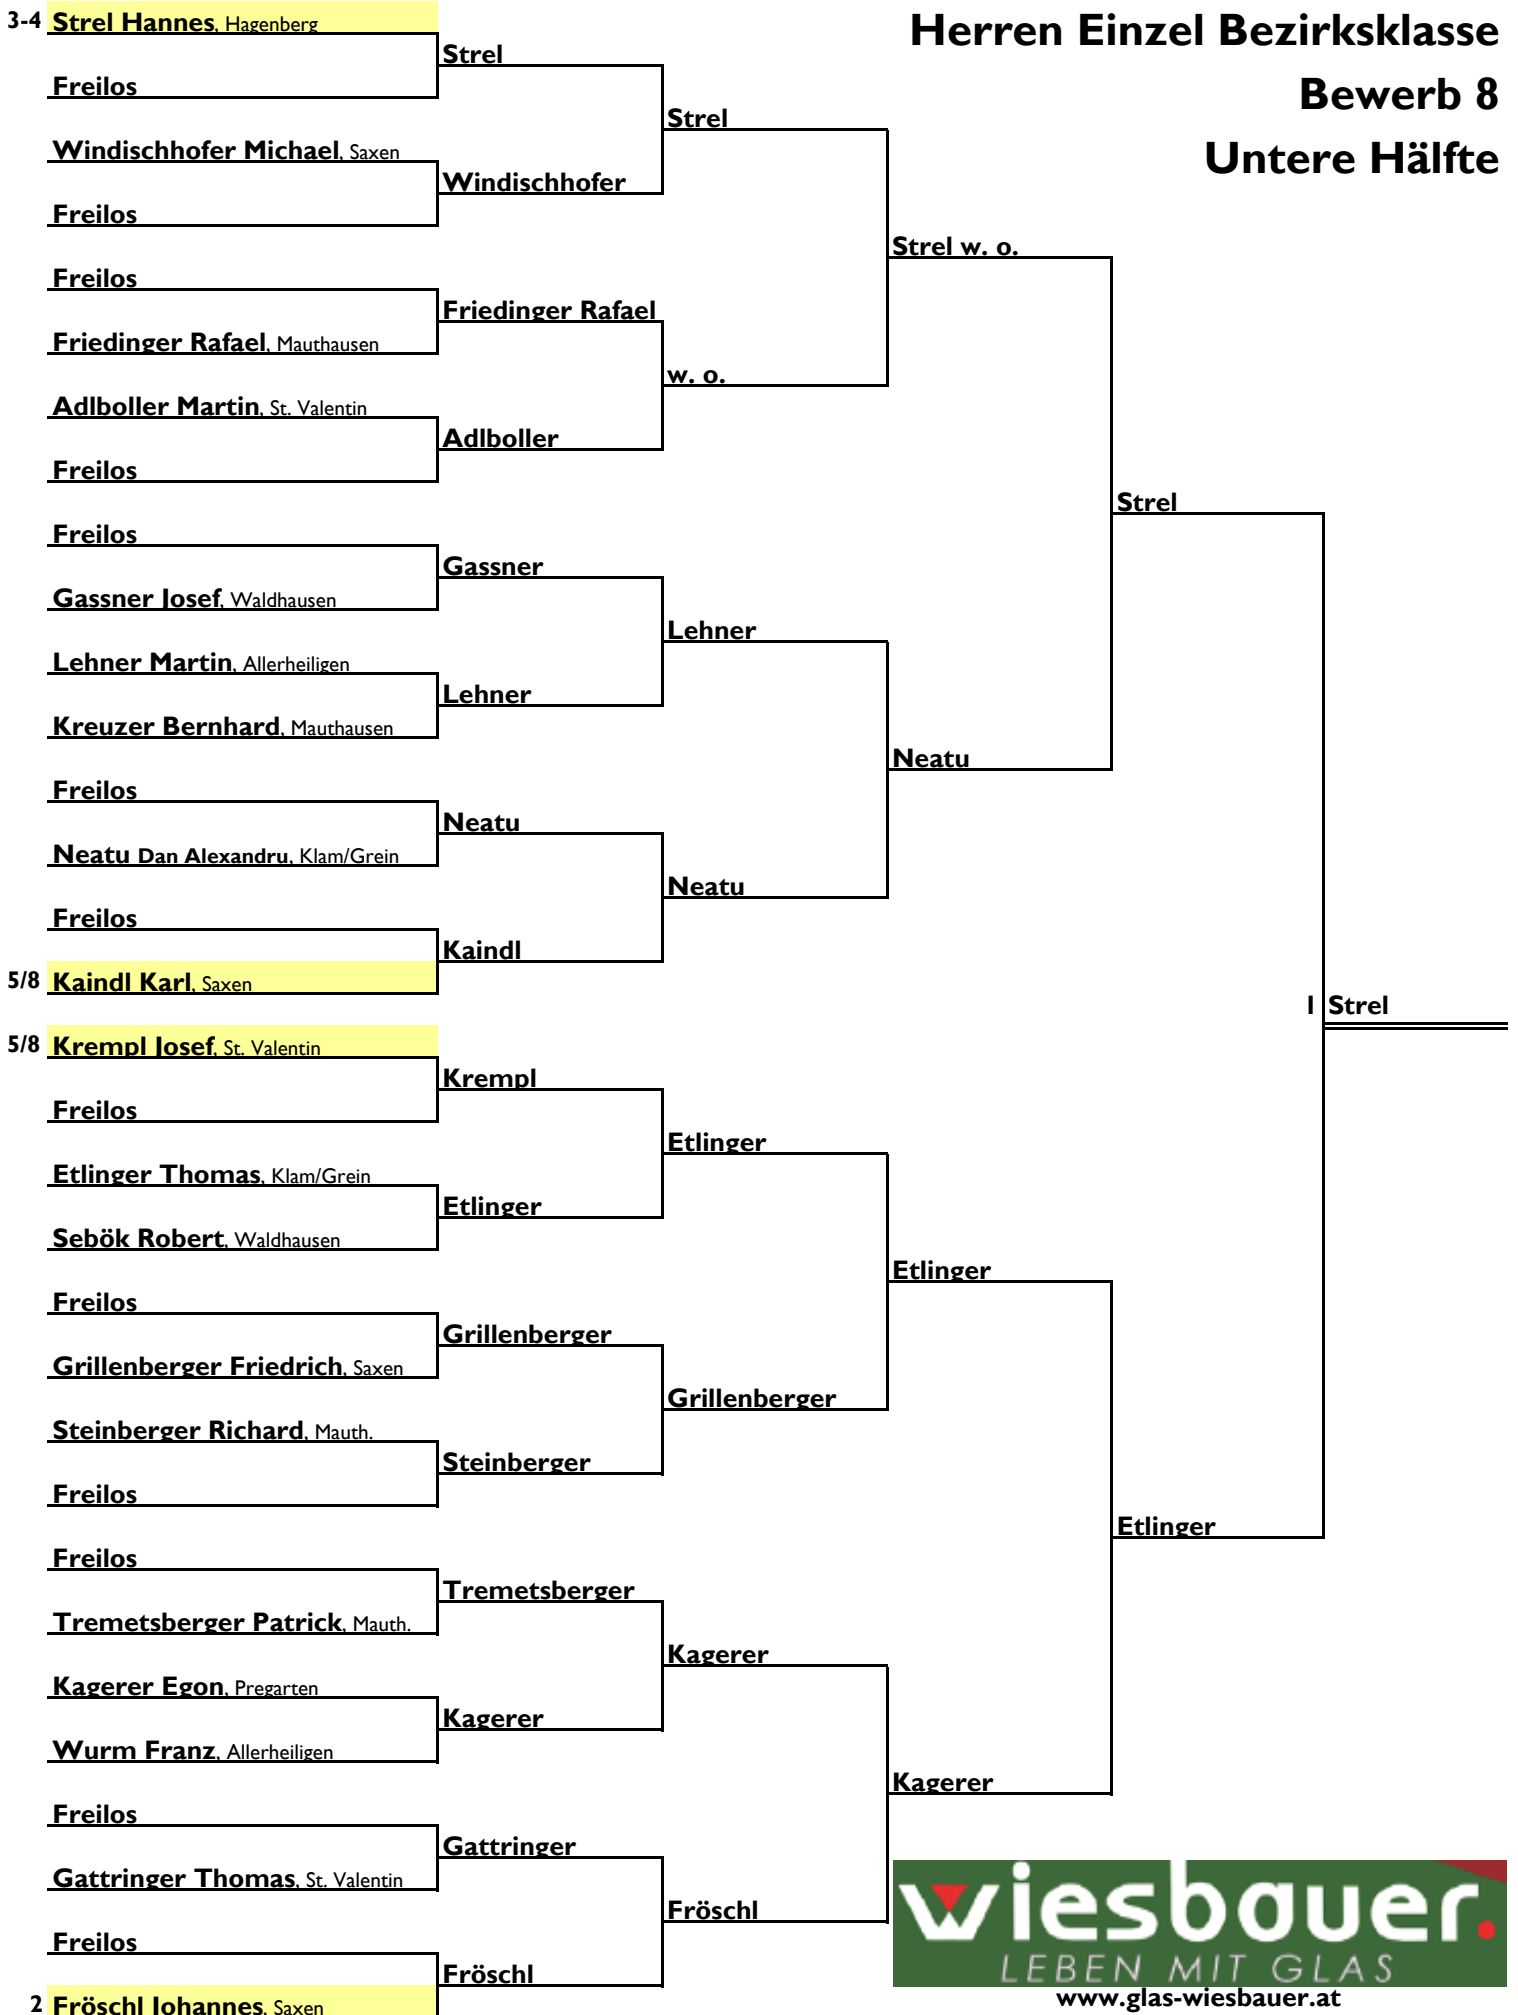 Herren Einzel Bezirksklasse
Bewerb 8
Untere Hälfte
3-4 Strel Hannes, Hagenberg
Strel
Freilos
Strel
Windischhofer Michael, Saxen
Windischhofer
Freilos
Strel w. o.
Freilos
Friedinger Rafael
Friedinger Rafael, Mauthausen
w. o.
Adlboller Martin, St. Valentin
Adlboller
Freilos
Strel
Freilos
Gassner
Gassner Josef, Waldhausen
Lehner
Lehner Martin, Allerheiligen
Lehner
Kreuzer Bernhard, Mauthausen
Neatu
Freilos
Neatu
Neatu Dan Alexandru, Klam/Grein
Neatu
Freilos
Kaindl
5/8 Kaindl Karl, Saxen
1 Strel
5/8 Krempl Josef, St. Valentin
Krempl
Freilos
Etlinger
Etlinger Thomas, Klam/Grein
Etlinger
Sebök Robert, Waldhausen
Etlinger
Freilos
Grillenberger
Grillenberger Friedrich, Saxen
Grillenberger
Steinberger Richard, Mauth.
Steinberger
Freilos
Etlinger
Freilos
Tremetsberger
Tremetsberger Patrick, Mauth.
Kagerer
Kagerer Egon, Pregarten
Kagerer
Wurm Franz, Allerheiligen
Kagerer
Freilos
Gattringer
Gattringer Thomas, St. Valentin
Fröschl
Freilos
Fröschl
2 Fröschl Johannes, Saxen
wiesbauer.
LEBEN MIT GLAS
www.glas-wiesbauer.at